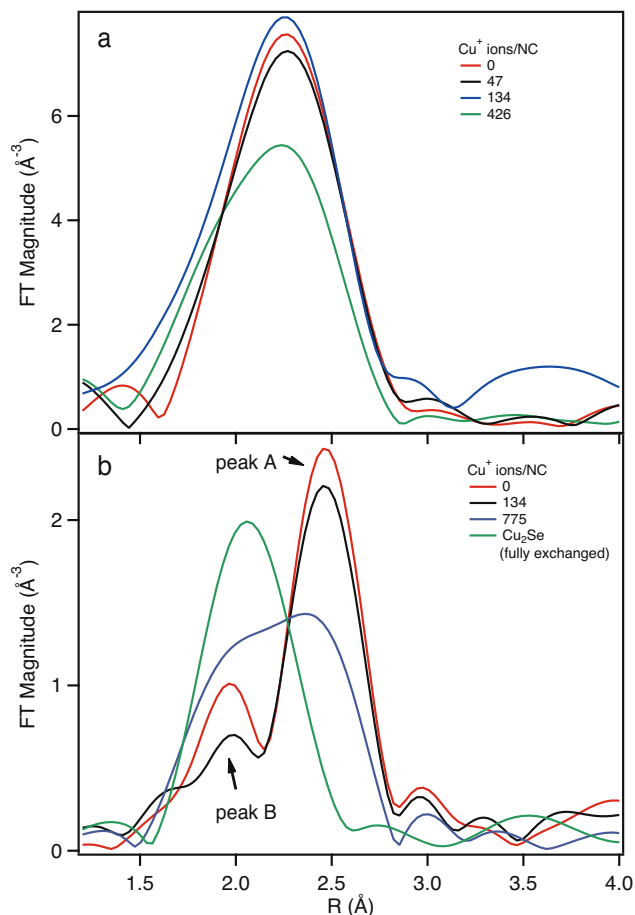 a
Cu⁺ ions/NC
0
47
134
426
FT Magnitude (Å⁻³)
6
4
2
0
b
peak A
Cu⁺ ions/NC
0
134
775
Cu₂Se
(fully exchanged)
FT Magnitude (Å⁻³)
2
1
0
peak B
1.5 2.0 2.5 3.0 3.5 4.0
R (Å)